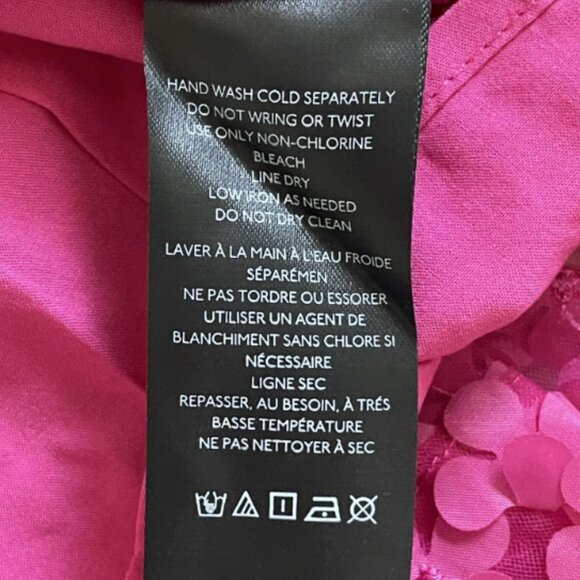 HAND WASH COLD SEPARATELY
DO NOT WRING OR TWIST
USE ONLY NON-CHLORINE
BLEACH
LINE DRY
LOW IRON AS NEEDED
DO NOT DRY CLEAN
LAVER À LA MAIN À L'EAU FROIDE
SÉPARÉMEN
NE PAS TORDRE OU ESSORER
UTILISER UN AGENT DE
BLANCHIMENT SANS CHLORE SI
NÉCESSAIRE
LIGNE SEC
REPASSER, AU BESOIN, À TRÉS
BASSE TEMPÉRATURE
NE PAS NETTOYER À SEC